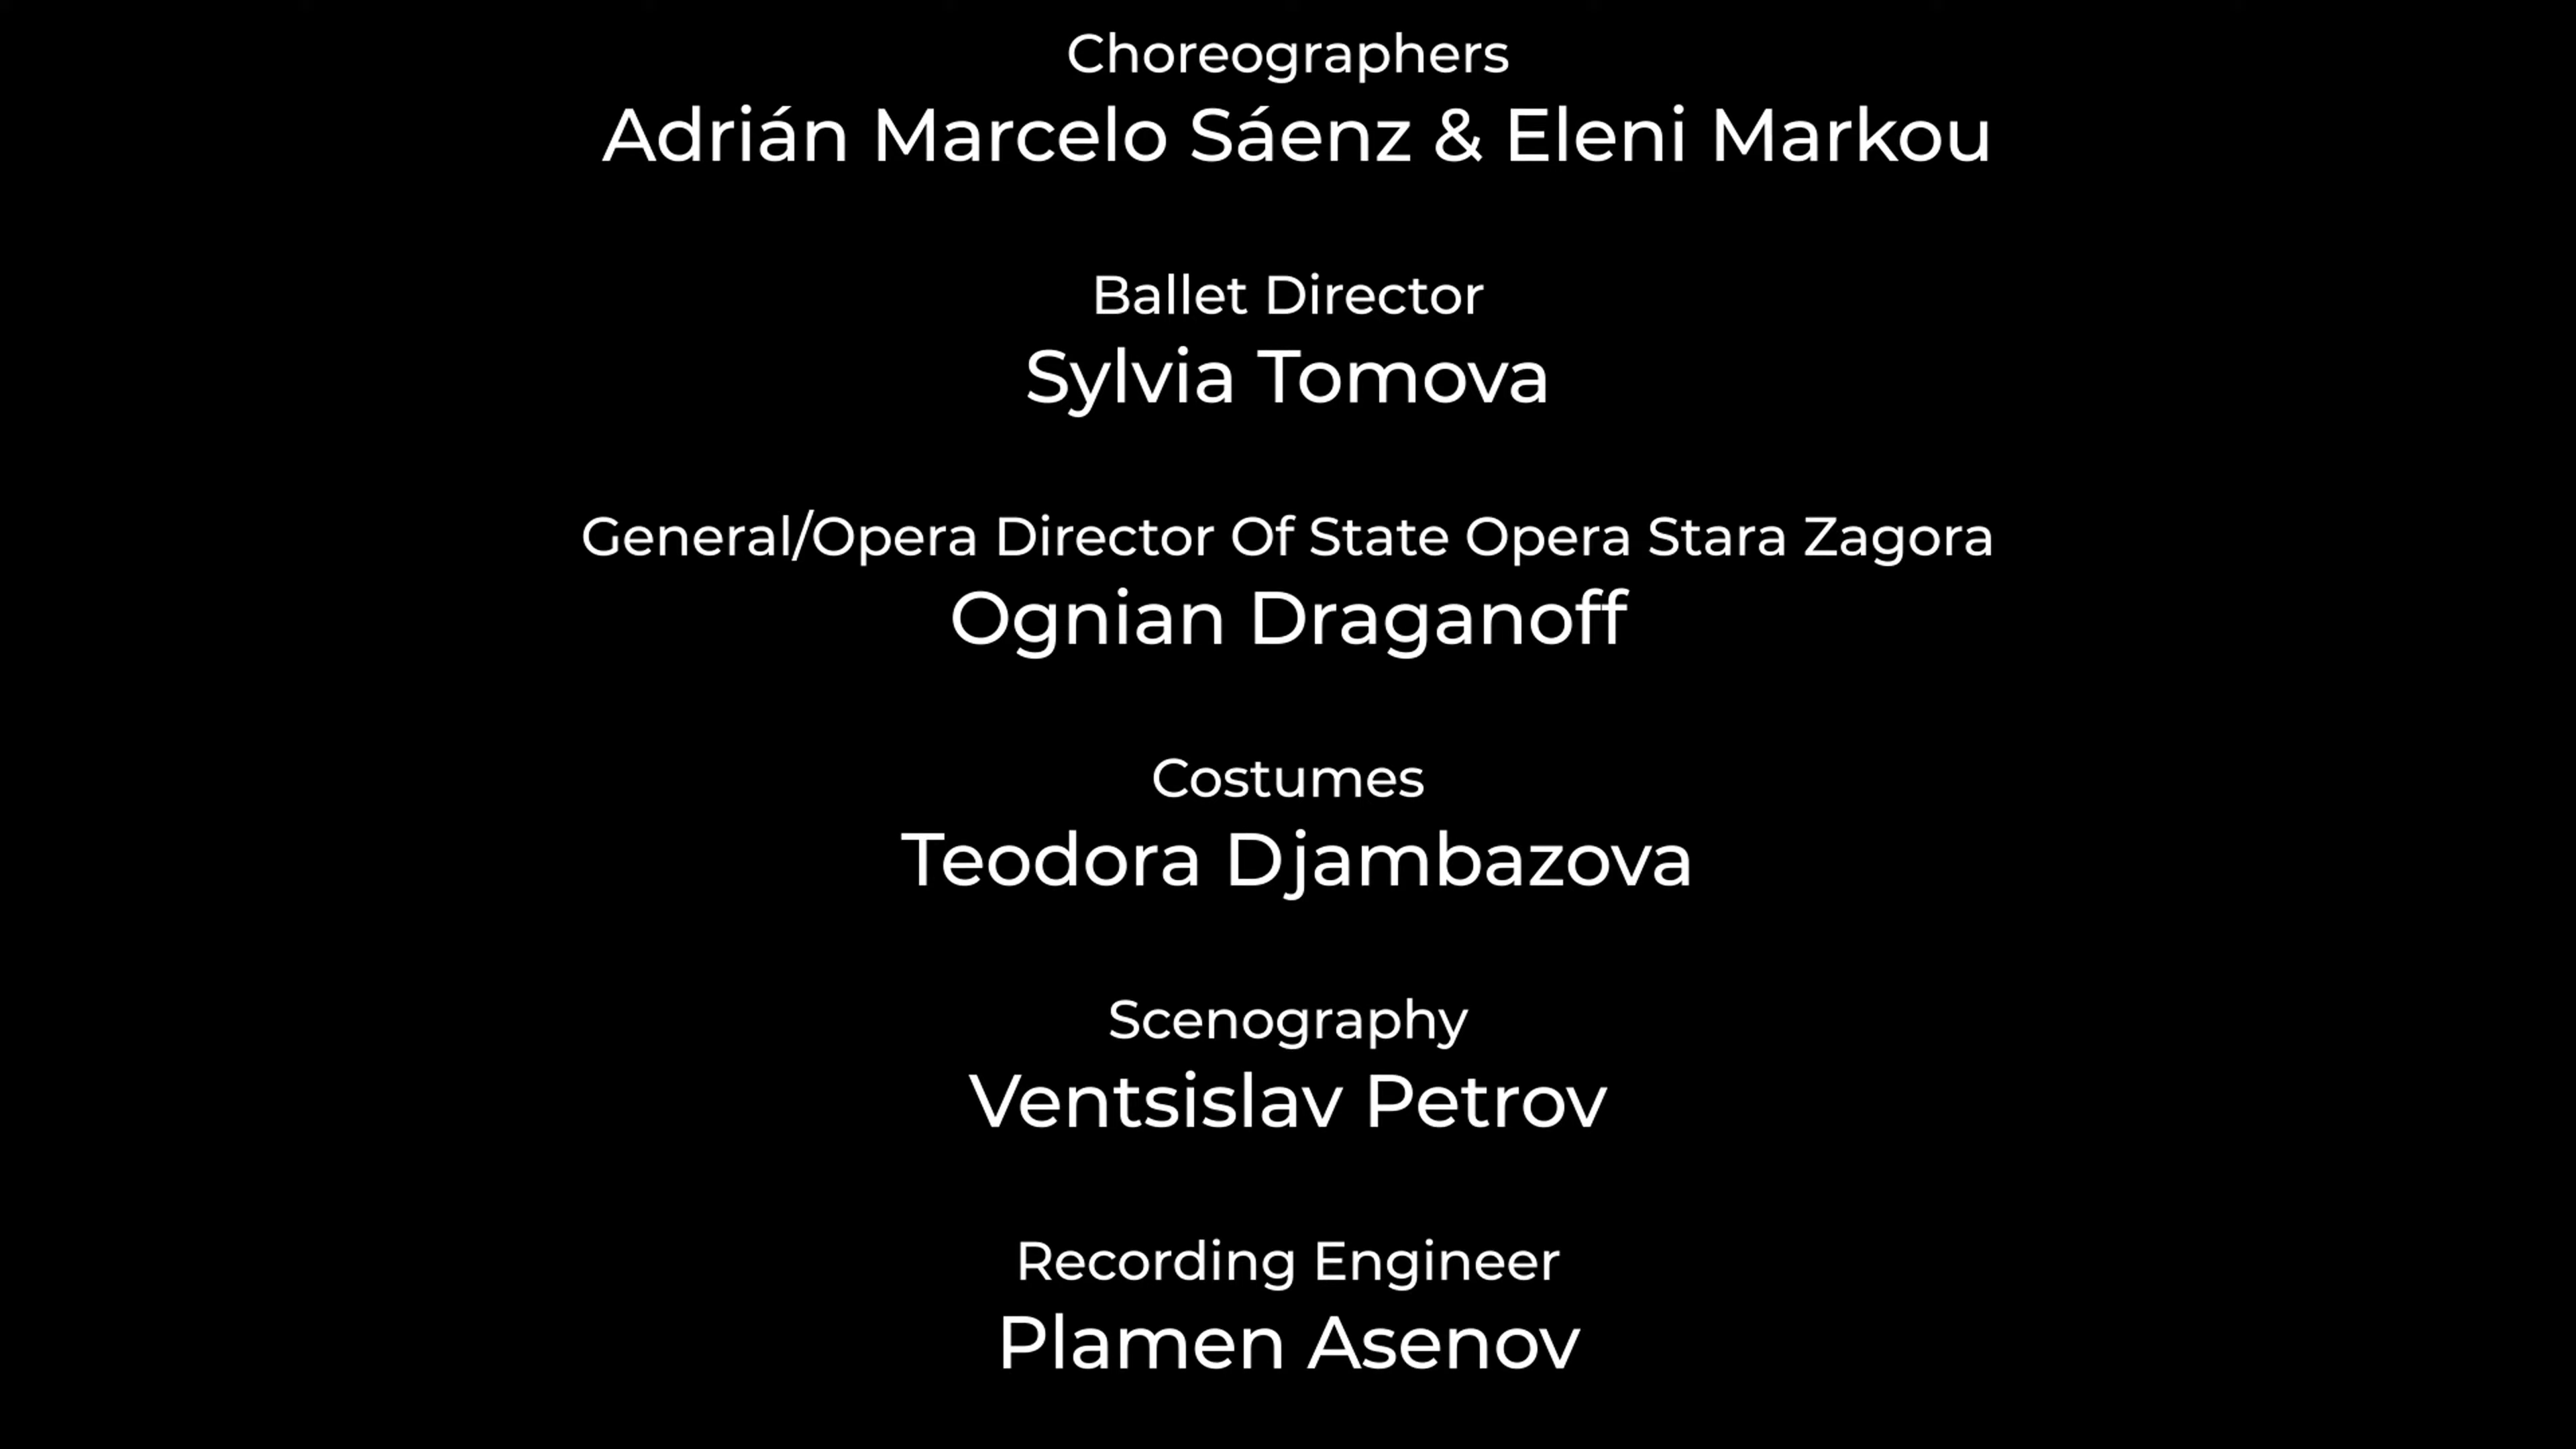 Choreographers
Adrián Marcelo Sáenz & Eleni Markou
Ballet Director
Sylvia Tomova
General/Opera Director Of State Opera Stara Zagora
Ognian Draganoff
Costumes
Teodora Djambazova
Scenography
Ventsislav Petrov
Recording Engineer
Plamen Asenov